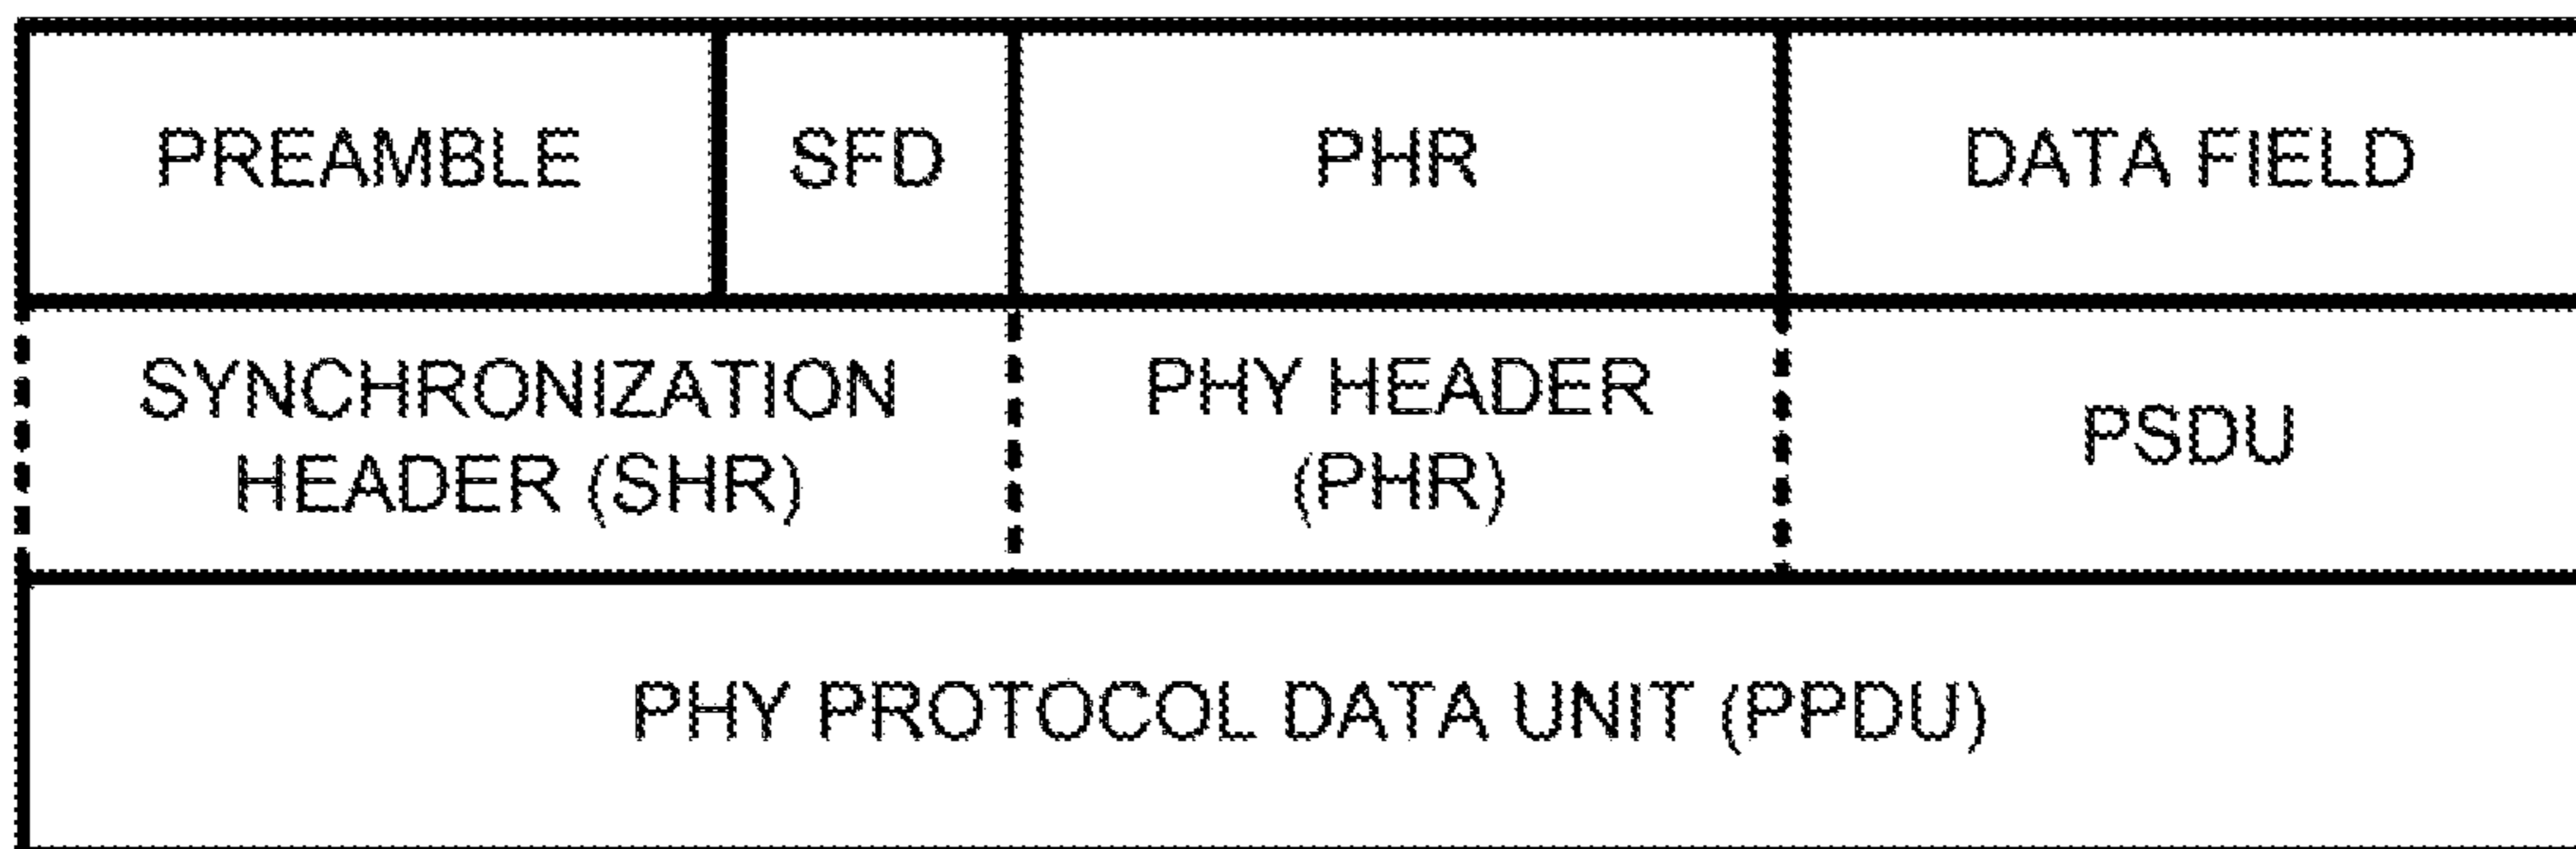 PREAMBLE SFD PHR DATA FIELD
SYNCHRONIZATION HEADER (SHR)
PHY HEADER (PHR)
PSDU
PHY PROTOCOL DATA UNIT (PPDU)